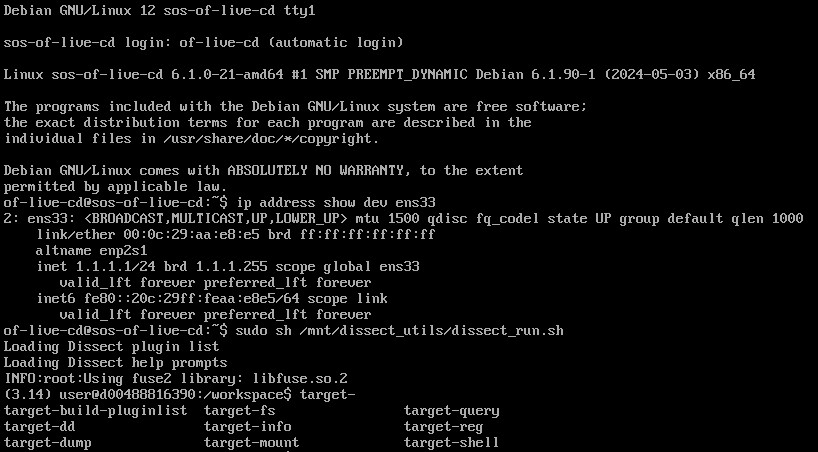 Debian GNU/Linux 12 sos-of-live-cd tty1
sos-of-live-cd login: of-live-cd (automatic login)
Linux sos-of-live-cd 6.1.0-21-amd64 #1 SMP PREEMPT_DYNAMIC Debian 6.1.90-1 (2024-05-03) x86_64
The programs included with the Debian GNU/Linux system are free software;
the exact distribution terms for each program are described in the
individual files in /usr/share/doc/*/copyright.
Debian GNU/Linux comes with ABSOLUTELY NO WARRANTY, to the extent
permitted by applicable law.
of-live-cd@sos-of-live-cd:~$ ip address show dev ens33
2: ens33: <BROADCAST,MULTICAST,UP,LOWER_UP> mtu 1500 qdisc fq_codel state UP group default qlen 1000
    link/ether 00:0c:29:aa:e8:e5 brd ff:ff:ff:ff:ff:ff
    altname enp2s1
    inet 1.1.1.1/24 brd 1.1.1.255 scope global ens33
       valid_lft forever preferred_lft forever
    inet6 fe80::20c:29ff:feaa:e8e5/64 scope link
       valid_lft forever preferred_lft forever
of-live-cd@sos-of-live-cd:~$ sudo sh /mnt/dissect_utils/dissect_run.sh
Loading Dissect plugin list
Loading Dissect help prompts
INFO:root:Using fuse2 library: libfuse.so.2
(3.14) user@d00488816390:/workspace$ target-
target-build-pluginlist  target-fs                target-query
target-dd                target-info              target-reg
target-dump              target-mount             target-shell